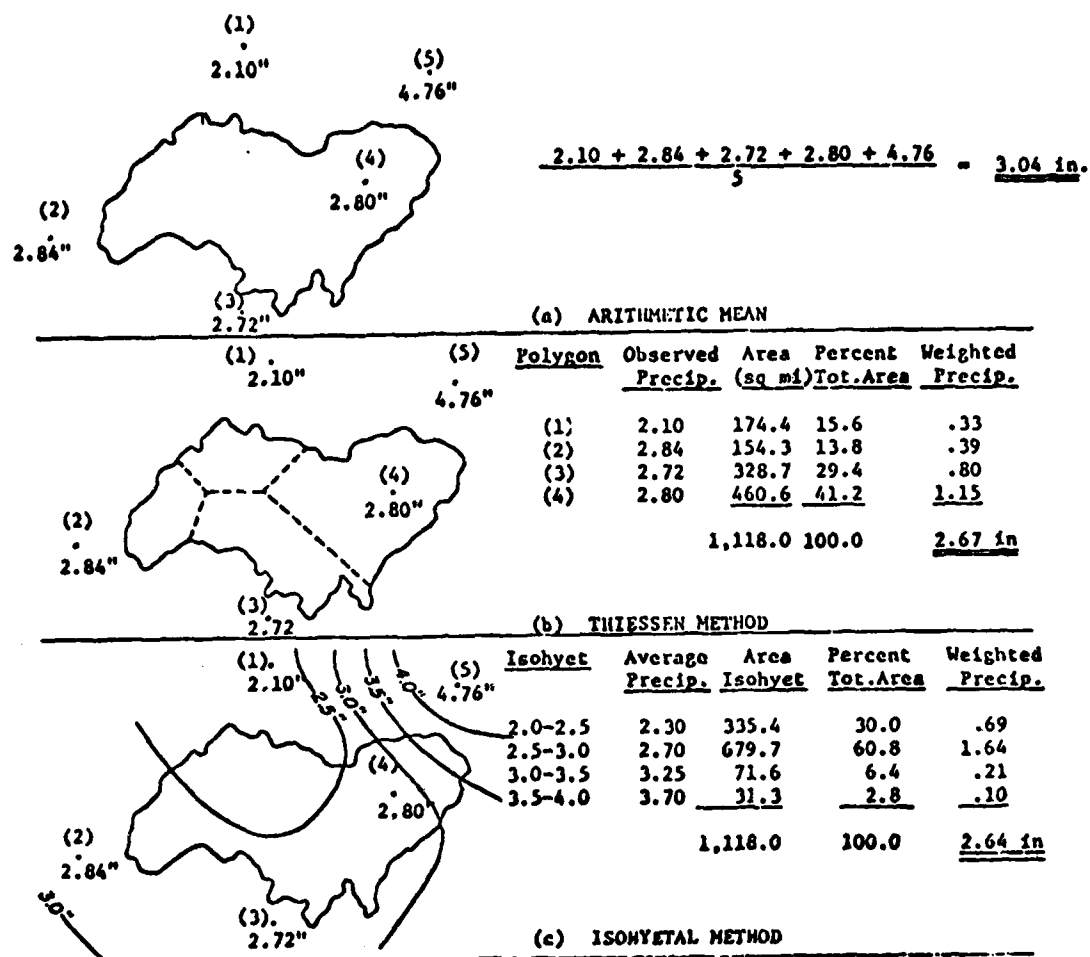 (1)
2.10"
(5)
4.76"
(4)
2.80"
(2)
2.84"
(3)
2.72"
2.10 + 2.84 + 2.72 + 2.80 + 4.76
5
= 3.04 in.
(a) ARITHMETIC MEAN
(1)
2.10"
(5)
4.76"
(4)
2.80"
(2)
2.84"
(3)
2.72
Polygon Observed Area Percent Weighted
Precip. (sq mi) Tot.Area Precip.
(1) 2.10 174.4 15.6 .33
(2) 2.84 154.3 13.8 .39
(3) 2.72 328.7 29.4 .80
(4) 2.80 460.6 41.2 1.15
1,118.0 100.0 2.67 in
(b) THIESSEN METHOD
(1)
2.10"
2.5"
3.0"
3.5"
4.0"
(5)
4.76"
(4)
2.80"
(2)
2.84"
3.0"
(3)
2.72"
Isohyet Average Area Percent Weighted
Precip. Isohyet Tot.Area Precip.
2.0-2.5 2.30 335.4 30.0 .69
2.5-3.0 2.70 679.7 60.8 1.64
3.0-3.5 3.25 71.6 6.4 .21
3.5-4.0 3.70 31.3 2.8 .10
1,118.0 100.0 2.64 in
(c) ISOHYETAL METHOD